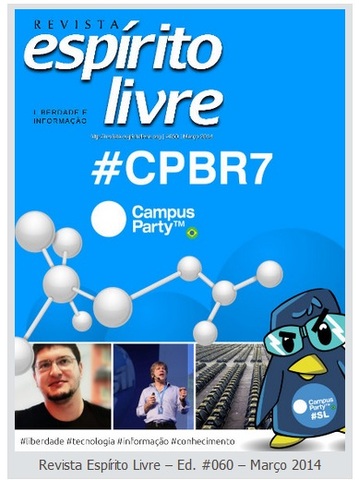 REVISTA
espírito
livre
LIBERDADE E
INFORMAÇÃO
#CPBR7
Campus
Party™
Campus
Party
#SL
#liberdade #tecnologia #informação #conhecimento
Revista Espírito Livre – Ed. #060 – Março 2014